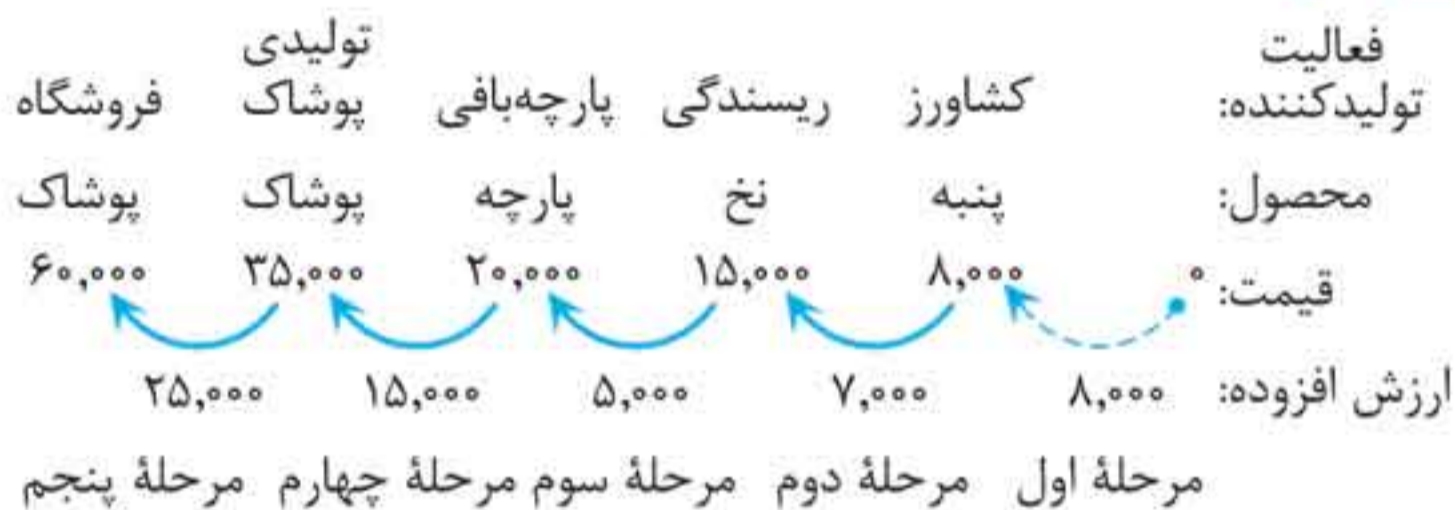 فعالیت تولیدکننده: کشاورز ریسندگی پارچه‌بافی تولیدی پوشاک فروشگاه
محصول: پنبه نخ پارچه پوشاک پوشاک
قیمت: ۰ ۸,۰۰۰ ۱۵,۰۰۰ ۲۰,۰۰۰ ۳۵,۰۰۰ ۶۰,۰۰۰
ارزش افزوده: ۸,۰۰۰ ۷,۰۰۰ ۵,۰۰۰ ۱۵,۰۰۰ ۲۵,۰۰۰
مرحلهٔ اول مرحلهٔ دوم مرحلهٔ سوم مرحلهٔ چهارم مرحلهٔ پنجم